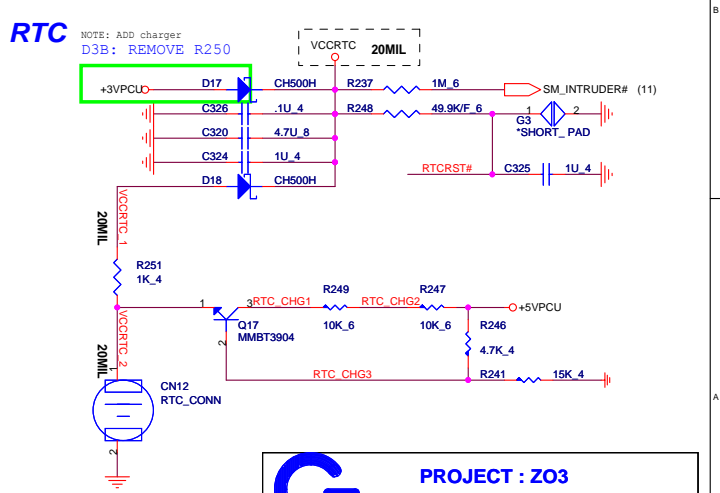 RTC
NOTE: ADD charger
D3B: REMOVE R250
VCCRTC 20MIL
+3VPCU D17 CH500H R237 1M_6 SM_INTRUDER# (11)
C326 .1U_4 R248 49.9K/F_6 1 2
G3
*SHORT_ PAD
C320 4.7U_8
C324 1U_4 RTCRST# C325 1U_4
D18 CH500H
VCCRTC_1
20MIL
R251
1K_4
1 3 RTC_CHG1 R249 RTC_CHG2 R247 +5VPCU
Q17 10K_6 10K_6 R246
MMBT3904
2
4.7K_4
VCCRTC_2
20MIL
RTC_CHG3 R241 15K_4
1
CN12
RTC_CONN
2
PROJECT : ZO3
B
A